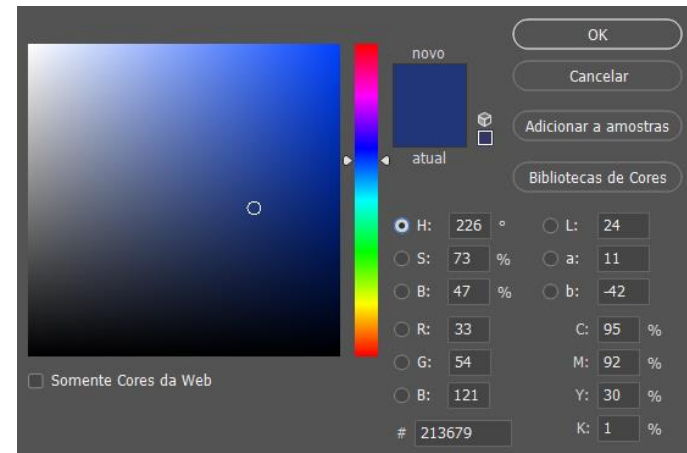 novo
atual
OK
Cancelar
Adicionar a amostras
Bibliotecas de Cores
H: 226 °
S: 73 %
B: 47 %
R: 33
G: 54
B: 121
# 213679
L: 24
a: 11
b: -42
C: 95 %
M: 92 %
Y: 30 %
K: 1 %
Somente Cores da Web